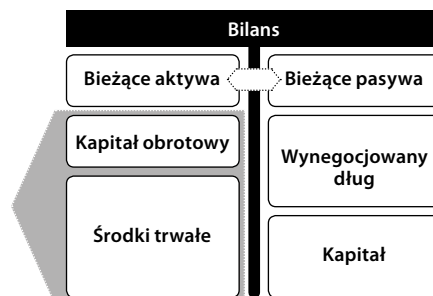 Bilans
Bieżące aktywa
Bieżące pasywa
Kapitał obrotowy
Wynegocjowany
dług
Środki trwałe
Kapitał